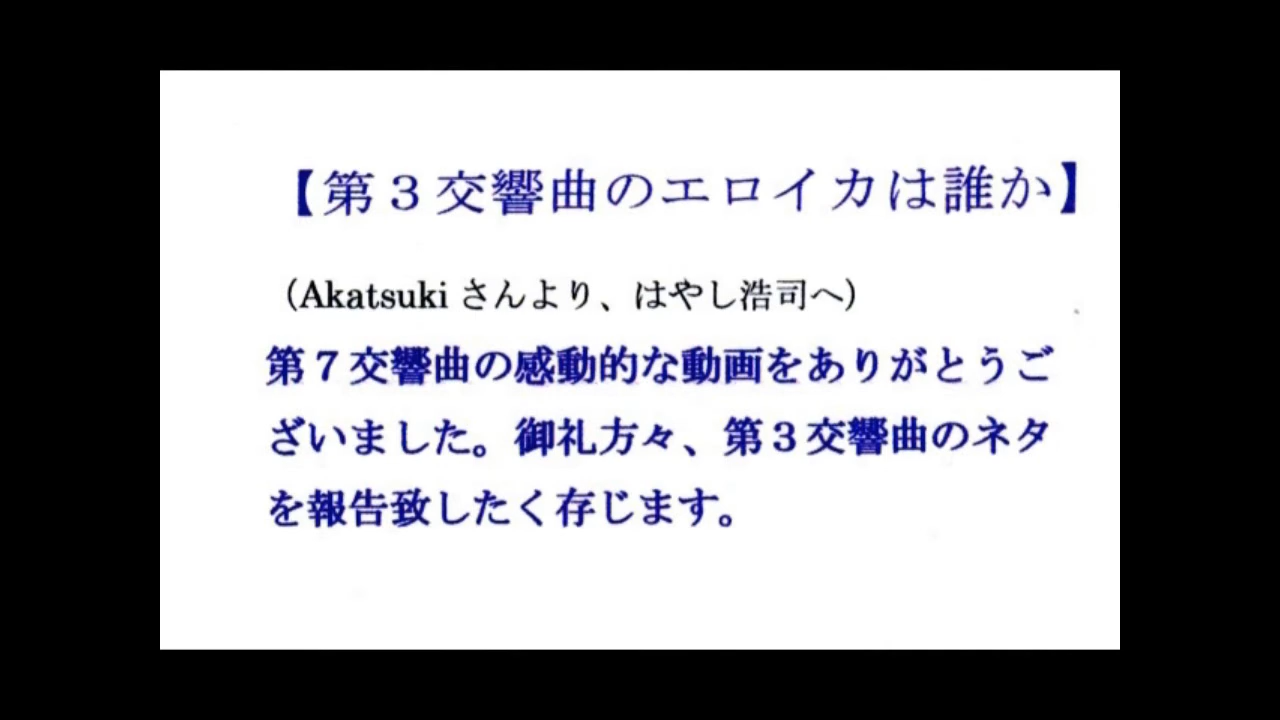 【第３交響曲のエロイカは誰か】
（Akatsuki さんより、はやし浩司へ）
第７交響曲の感動的な動画をありがとうご
ざいました。御礼方々、第３交響曲のネタ
を報告致したく存じます。